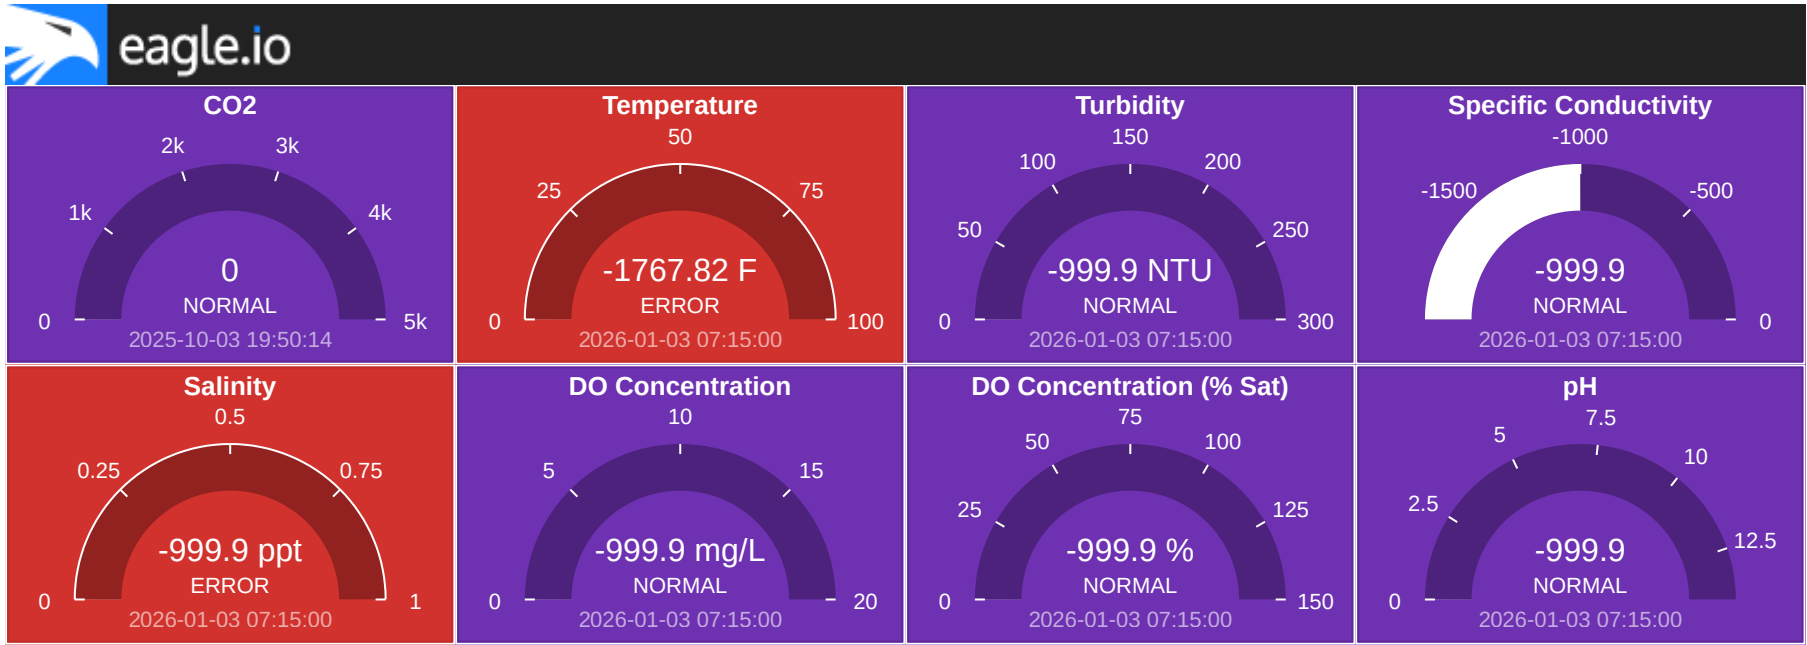 eagle.io
CO2
2k
3k
1k
4k
0
NORMAL
0
5k
2025-10-03 19:50:14
Temperature
50
25
75
-1767.82 F
ERROR
0
100
2026-01-03 07:15:00
Turbidity
150
100
200
50
250
-999.9 NTU
NORMAL
0
300
2026-01-03 07:15:00
Specific Conductivity
-1000
-1500
-500
-999.9
NORMAL
0
2026-01-03 07:15:00
Salinity
0.5
0.25
0.75
-999.9 ppt
ERROR
0
1
2026-01-03 07:15:00
DO Concentration
10
5
15
-999.9 mg/L
NORMAL
0
20
2026-01-03 07:15:00
DO Concentration (% Sat)
75
50
100
25
125
-999.9 %
NORMAL
0
150
2026-01-03 07:15:00
pH
7.5
5
10
2.5
12.5
-999.9
NORMAL
0
2026-01-03 07:15:00